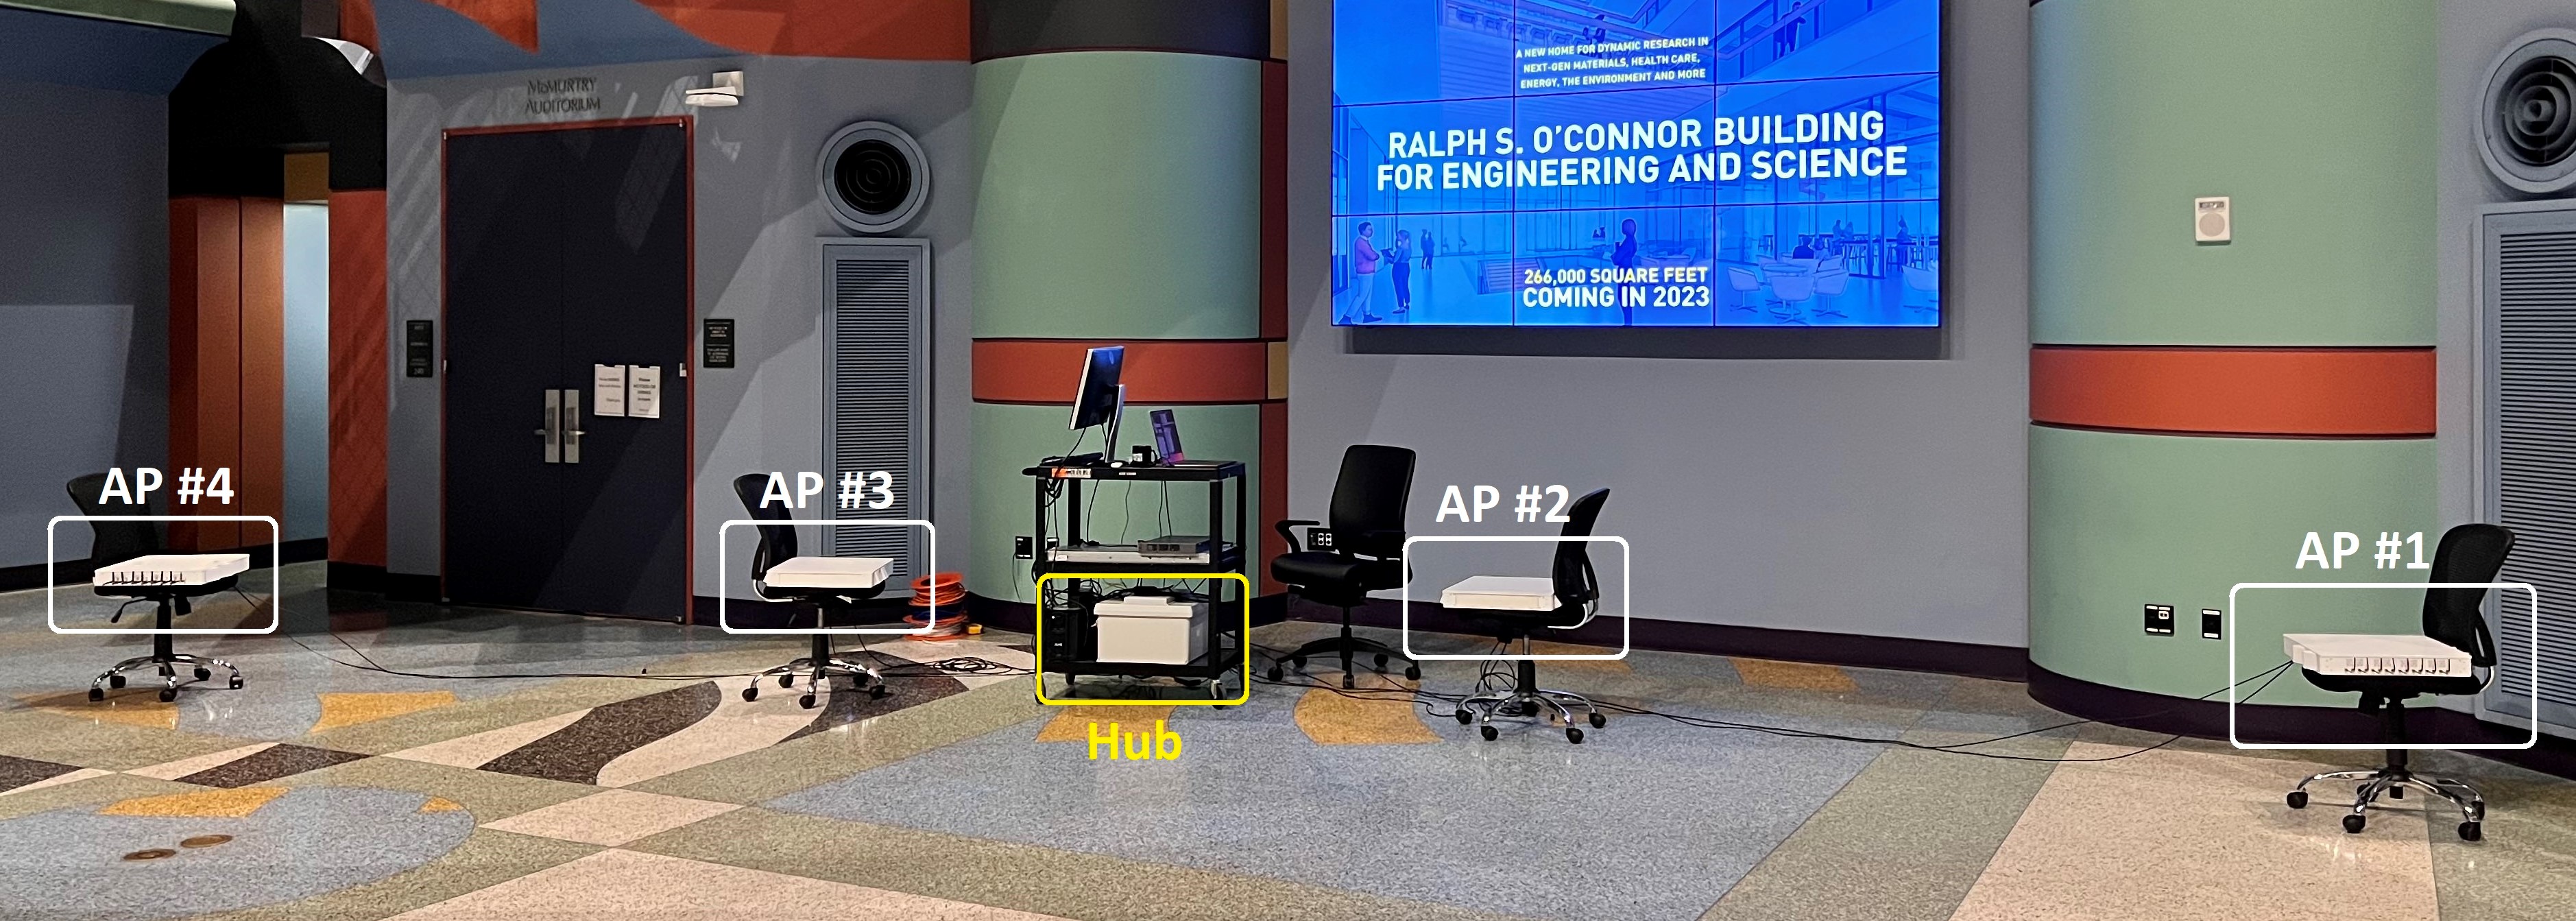 McMURTRY
AUDITORIUM
A NEW HOME FOR DYNAMIC RESEARCH IN
NEXT-GEN MATERIALS, HEALTH CARE,
ENERGY, THE ENVIRONMENT AND MORE
RALPH S. O'CONNOR BUILDING
FOR ENGINEERING AND SCIENCE
266,000 SQUARE FEET
COMING IN 2023
AP #4
AP #3
AP #2
AP #1
Hub